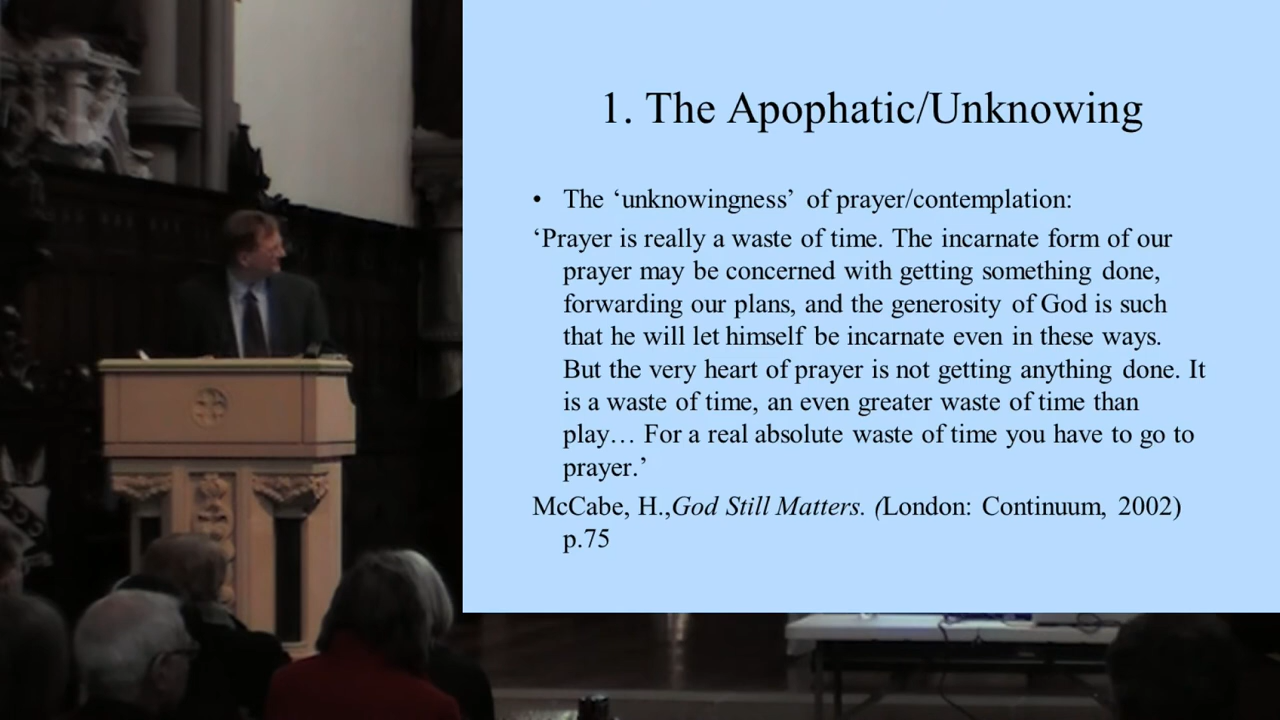 1. The Apophatic/Unknowing
• The ‘unknowingness’ of prayer/contemplation:
‘Prayer is really a waste of time. The incarnate form of our
prayer may be concerned with getting something done,
forwarding our plans, and the generosity of God is such
that he will let himself be incarnate even in these ways.
But the very heart of prayer is not getting anything done. It
is a waste of time, an even greater waste of time than
play… For a real absolute waste of time you have to go to
prayer.’
McCabe, H.,God Still Matters. (London: Continuum, 2002)
p.75